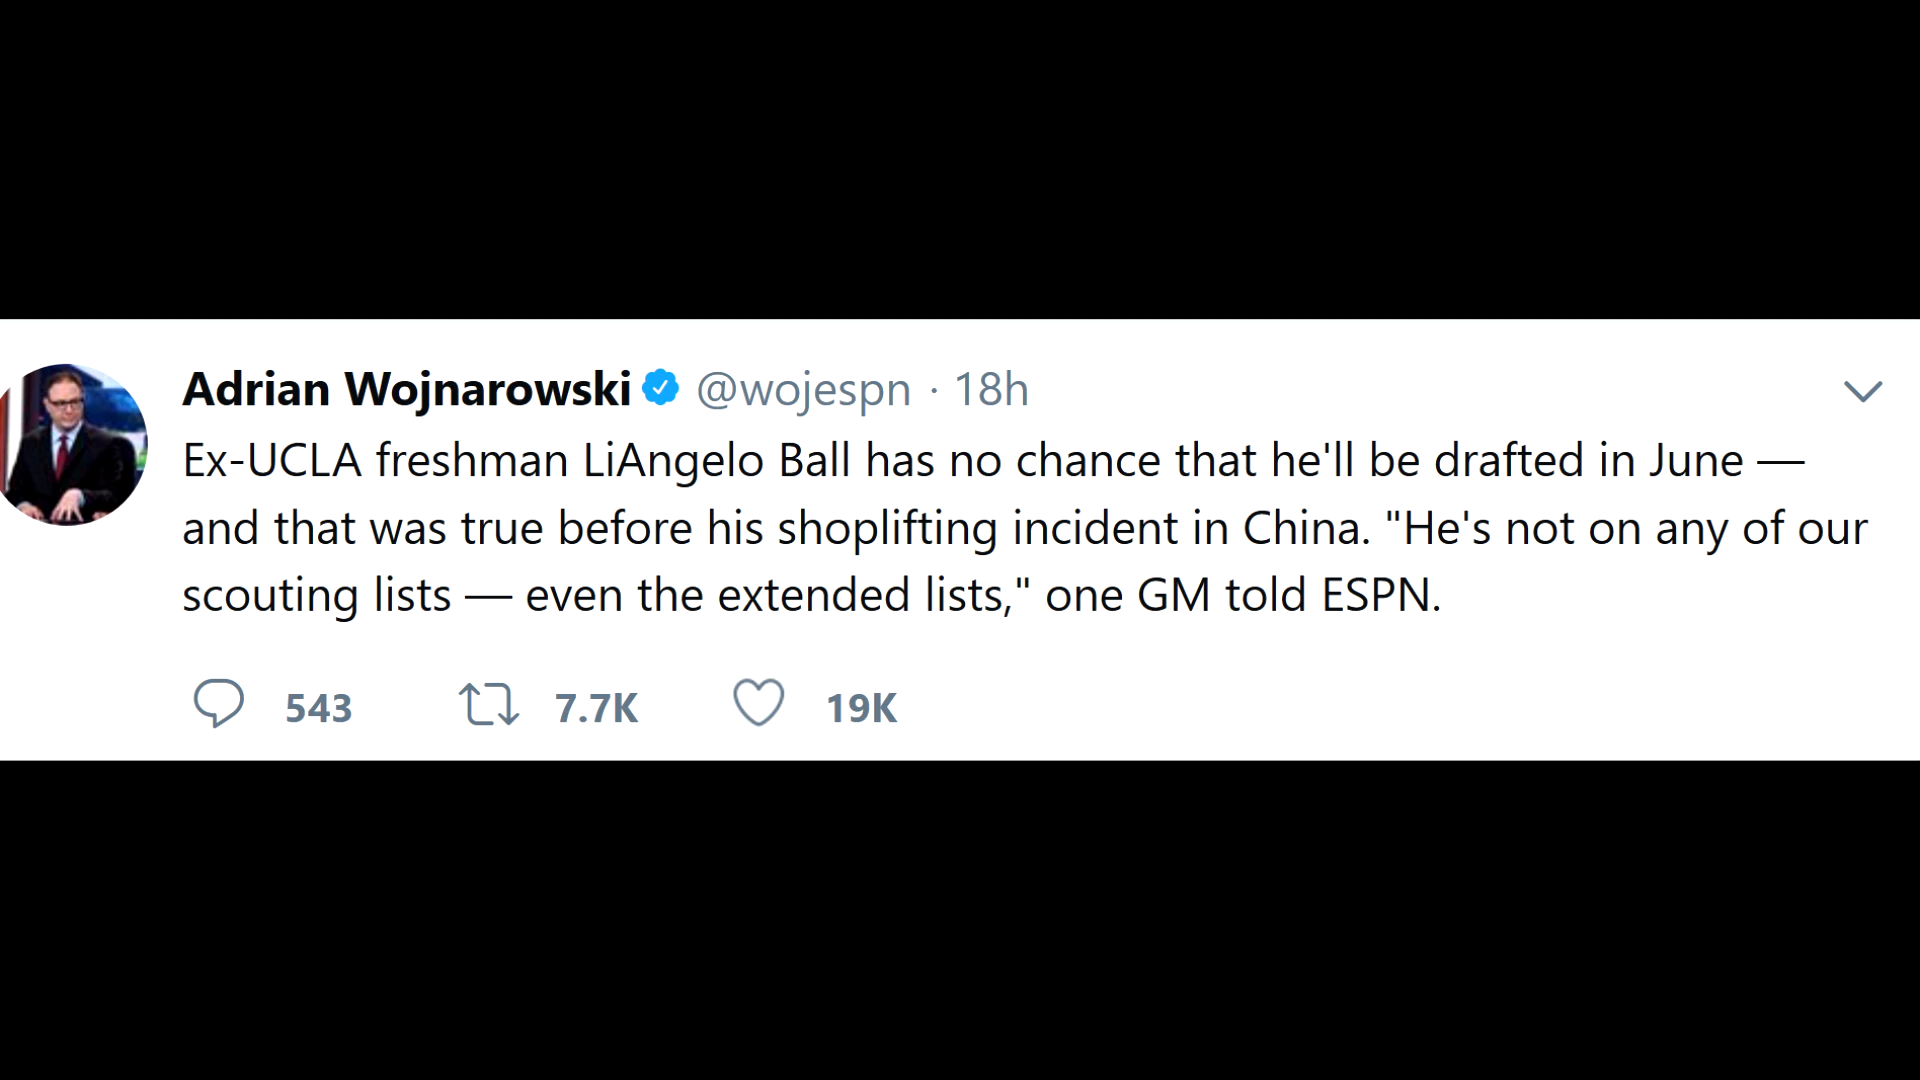 Adrian Wojnarowski @wojespn · 18h
Ex-UCLA freshman LiAngelo Ball has no chance that he'll be drafted in June —
and that was true before his shoplifting incident in China. "He's not on any of our
scouting lists — even the extended lists," one GM told ESPN.
543 7.7K 19K